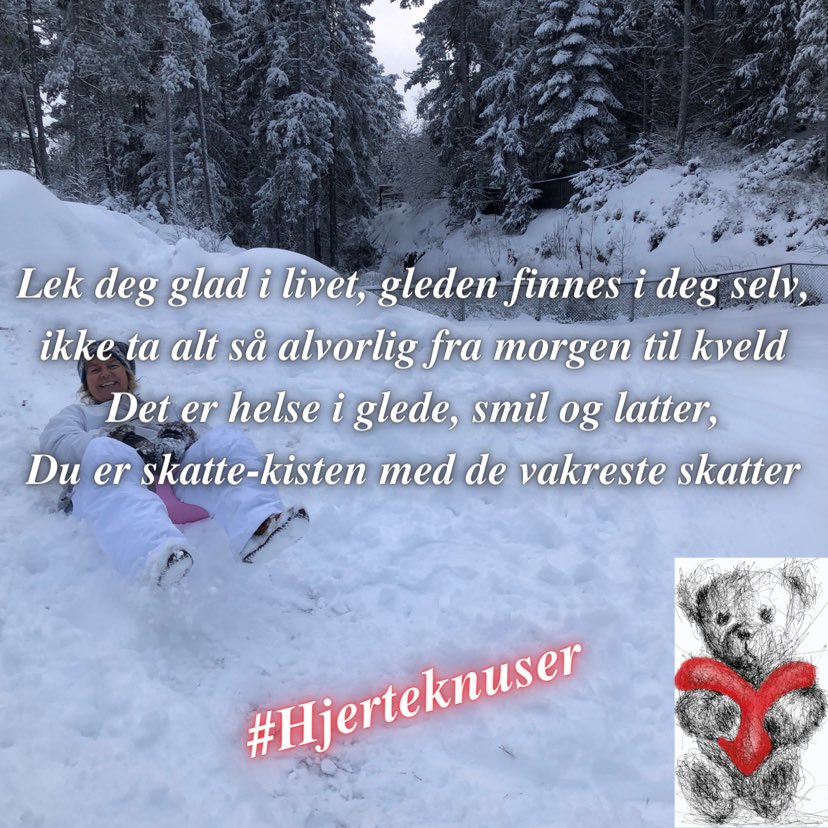 Lek deg glad i livet, gleden finnes i deg selv,
ikke ta alt så alvorlig fra morgen til kveld
Det er helse i glede, smil og latter,
Du er skatte-kisten med de vakreste skatter
#Hjerteknuser